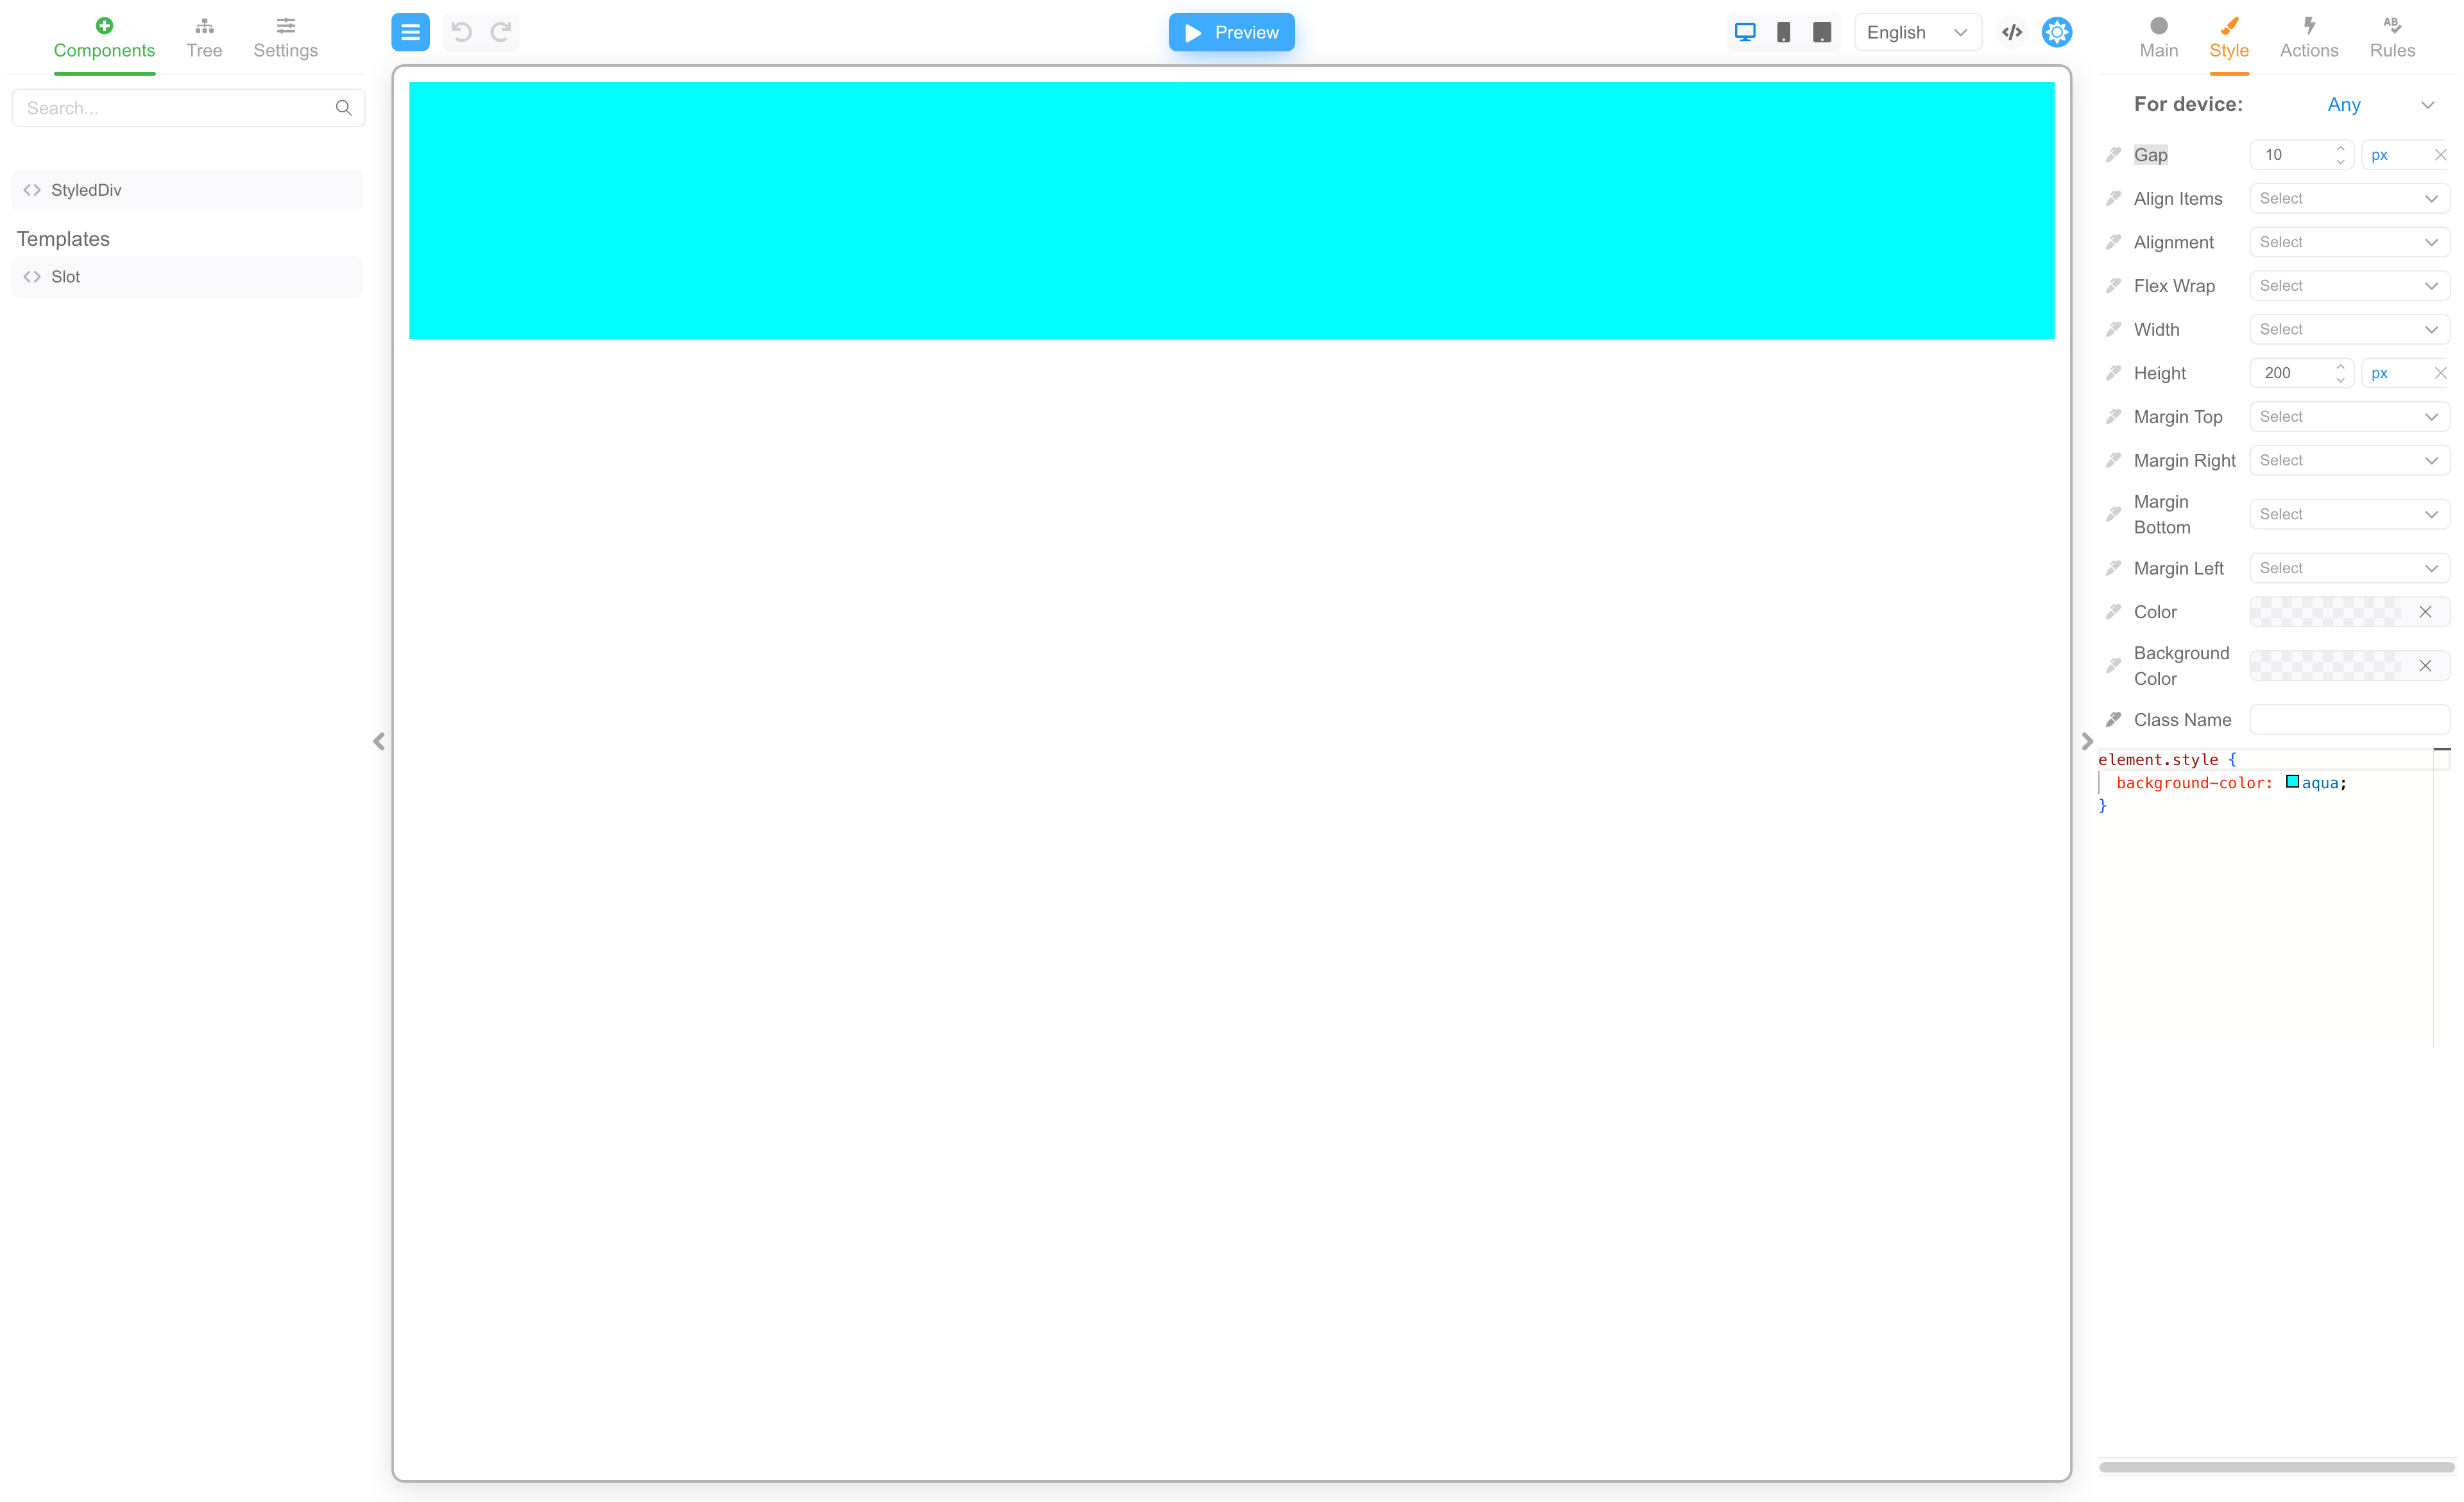 Components
Tree
Settings
Preview
English
Main
Style
Actions
Rules
Search...
StyledDiv
Templates
Slot
For device: Any
Gap 10 px
Align Items Select
Alignment Select
Flex Wrap Select
Width Select
Height 200 px
Margin Top Select
Margin Right Select
Margin
Bottom Select
Margin Left Select
Color
Background
Color
Class Name
element.style {
background-color: aqua;
}